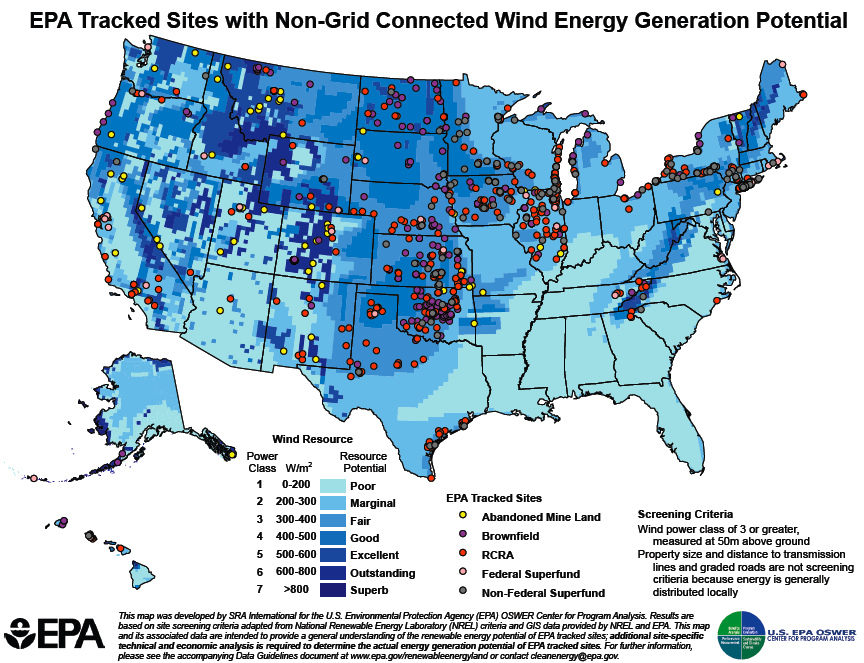 EPA Tracked Sites with Non-Grid Connected Wind Energy Generation Potential
Wind Resource
Power Class W/m² Resource Potential
1 0-200 Poor
2 200-300 Marginal
3 300-400 Fair
4 400-500 Good
5 500-600 Excellent
6 600-800 Outstanding
7 >800 Superb
EPA Tracked Sites
Abandoned Mine Land
Brownfield
RCRA
Federal Superfund
Non-Federal Superfund
Screening Criteria
Wind power class of 3 or greater,
measured at 50m above ground
Property size and distance to transmission
lines and graded roads are not screening
critieria because energy is generally
distributed locally
EPA
This map was developed by SRA International for the U.S. Environmental Protection Agency (EPA) OSWER Center for Program Analysis. Results are
based on site screening criteria adapted from National Renewable Energy Laboratory (NREL) criteria and GIS data provided by NREL and EPA. This map
and its associated data are intended to provide a general understanding of the renewable energy potential of EPA tracked sites; additional site-specific
technical and economic analysis is required to determine the actual energy generation potential of EPA tracked sites. For further information,
please see the accompanying Data Guidelines document at www.epa.gov/renewableenergyland or contact cleanenergy@epa.gov.
U.S. EPA OSWER
CENTER FOR PROGRAM ANALYSIS